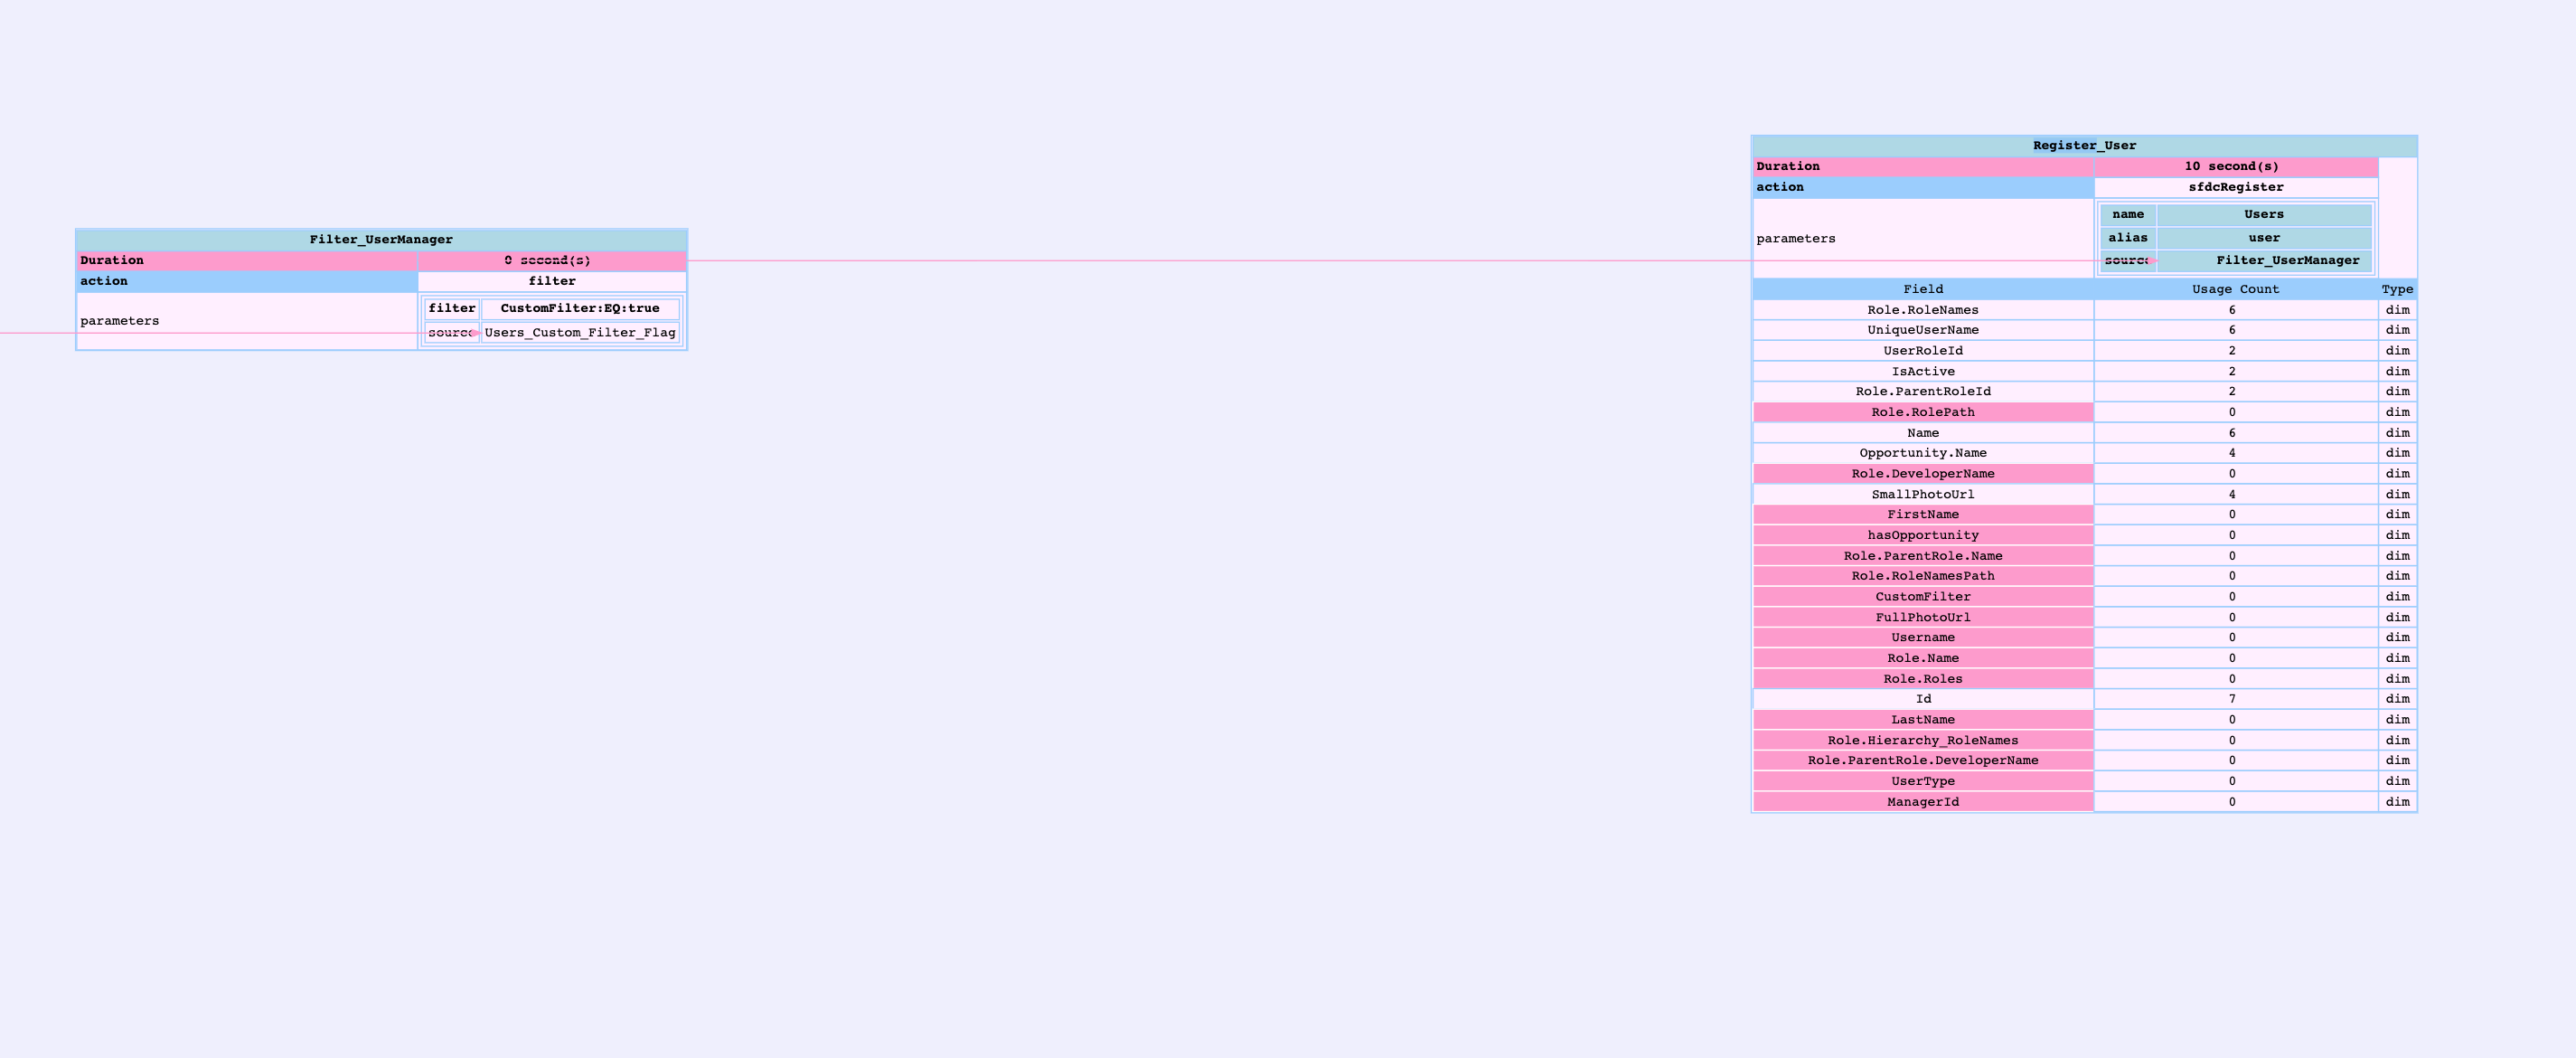 Filter_UserManager
Duration 0 second(s)
action filter
parameters
filter CustomFilter:EQ:true
source Users_Custom_Filter_Flag
Register_User
Duration 10 second(s)
action sfdcRegister
parameters
name Users
alias user
source Filter_UserManager
Field Usage Count Type
Role.RoleNames 6 dim
UniqueUserName 6 dim
UserRoleId 2 dim
IsActive 2 dim
Role.ParentRoleId 2 dim
Role.RolePath 0 dim
Name 6 dim
Opportunity.Name 4 dim
Role.DeveloperName 0 dim
SmallPhotoUrl 4 dim
FirstName 0 dim
hasOpportunity 0 dim
Role.ParentRole.Name 0 dim
Role.RoleNamesPath 0 dim
CustomFilter 0 dim
FullPhotoUrl 0 dim
Username 0 dim
Role.Name 0 dim
Role.Roles 0 dim
Id 7 dim
LastName 0 dim
Role.Hierarchy_RoleNames 0 dim
Role.ParentRole.DeveloperName 0 dim
UserType 0 dim
ManagerId 0 dim